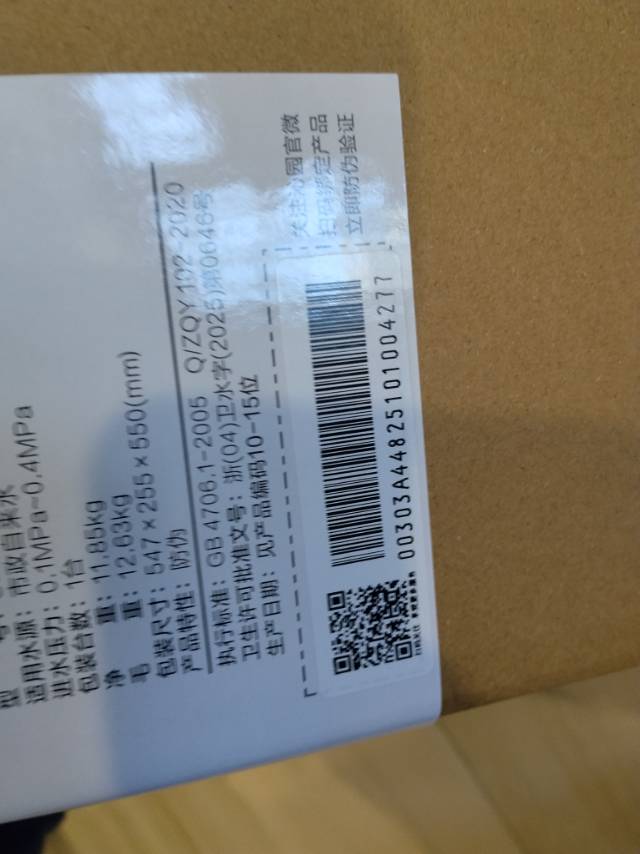 型 号：
适用水源：市政自来水
进水压力：0.1MPa~0.4MPa
包装台数：1台
净 重：11.85kg
毛 重：12.63kg
包装尺寸：547×255×550(mm)
产品特性：防伪
执行标准：GB 4706.1-2005 Q/ZQY 102-2020
卫生许可批准文号：浙(04)卫水字(2025)第0646号
生产日期：见产品编码10-15位
00303A44825101004277
关注沁园官微
扫码绑定产品
立即防伪验证